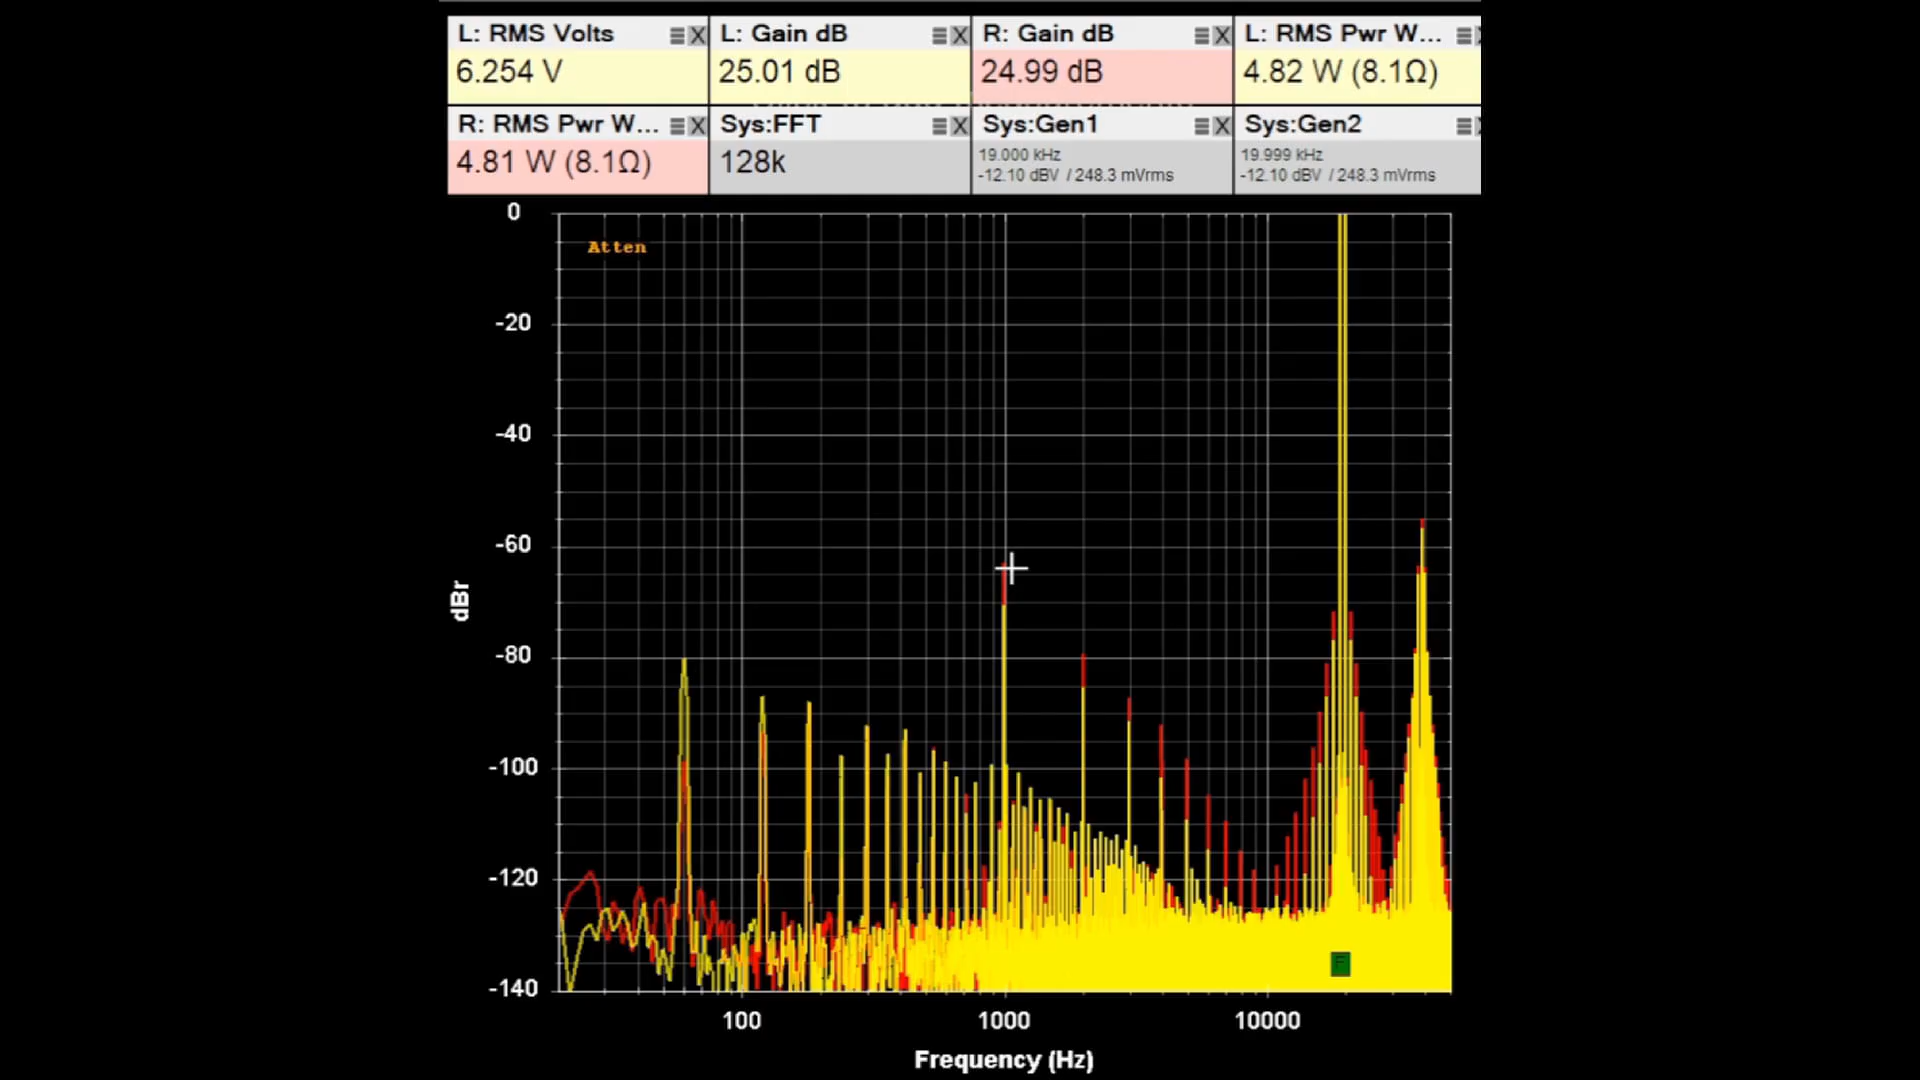 L: RMS Volts
6.254 V
L: Gain dB
25.01 dB
R: Gain dB
24.99 dB
L: RMS Pwr W...
4.82 W (8.1Ω)
R: RMS Pwr W...
4.81 W (8.1Ω)
Sys:FFT
128k
Sys:Gen1
19.000 kHz
-12.10 dBV / 248.3 mVrms
Sys:Gen2
19.999 kHz
-12.10 dBV / 248.3 mVrms
Atten
0
-20
-40
-60
-80
-100
-120
-140
dBr
F
100
1000
10000
Frequency (Hz)